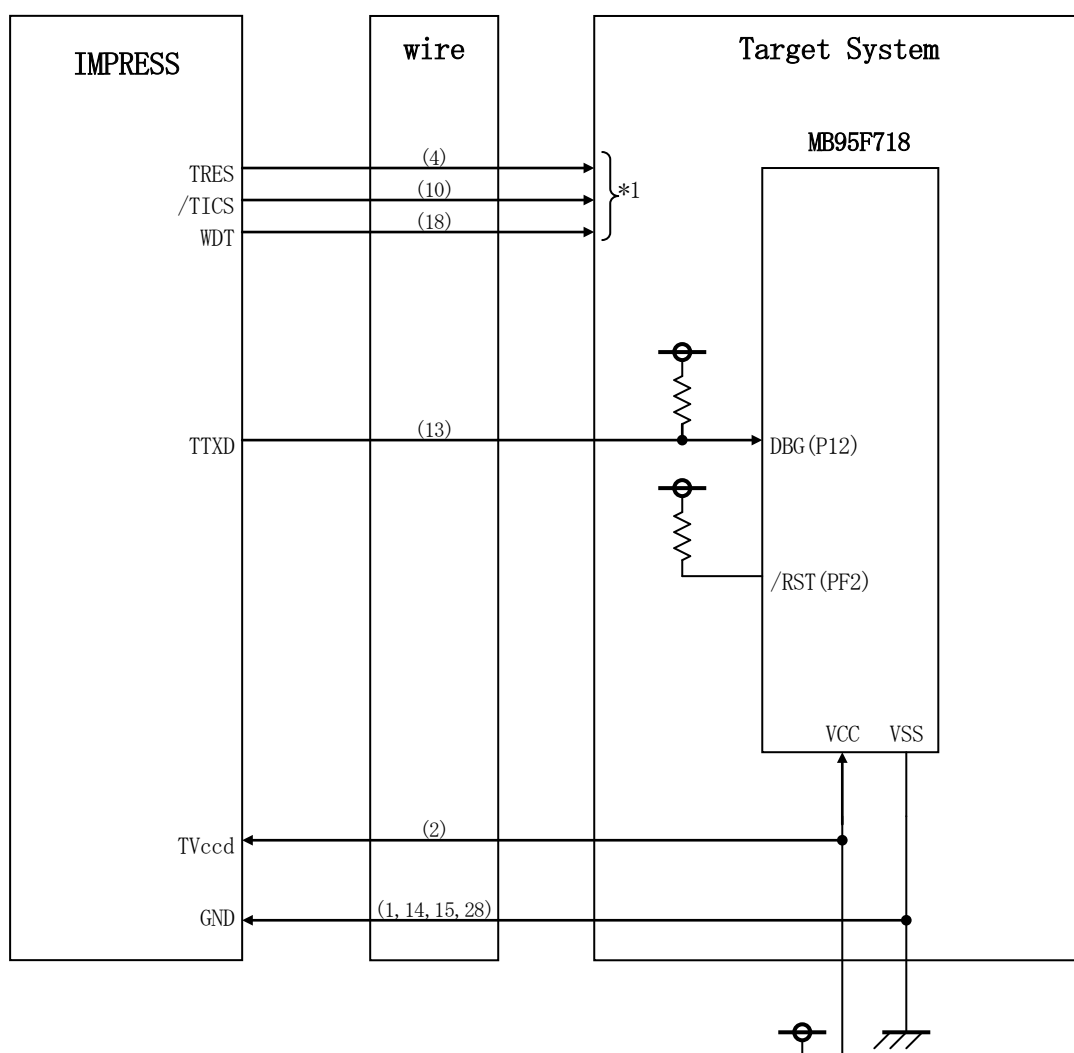 IMPRESS
wire
Target System
MB95F718
TRES
(4)
*1
/TICS
(10)
WDT
(18)
TTXD
(13)
DBG(P12)
/RST(PF2)
VCC
VSS
TVccd
(2)
GND
(1,14,15,28)